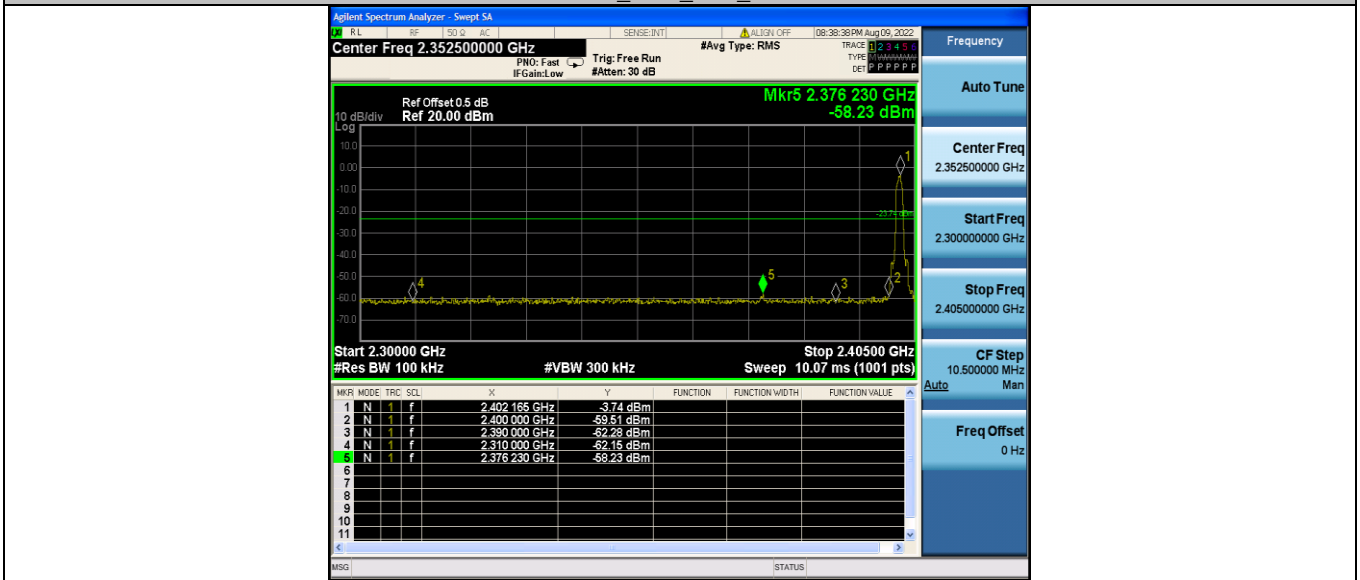 Agilent Spectrum Analyzer - Swept SA
RL RF 50 Ω AC SENSE:INT ALIGN OFF 08:38:38 PM Aug 09, 2022
Center Freq 2.352500000 GHz
#Avg Type: RMS
TRACE 1 2 3 4 5 6
PNO: Fast Trig: Free Run
TYPE M
IFGain:Low #Atten: 30 dB
DET P P P P P P
Mkr5 2.376 230 GHz
-58.23 dBm
Ref Offset 0.5 dB
10 dB/div Ref 20.00 dBm
Log
10.0
0.00
-10.0
-20.0
-30.0
-40.0
-50.0
-60.0
-70.0
1
-23.74 dBm
4
5
3
2
Start 2.30000 GHz Stop 2.40500 GHz
#Res BW 100 kHz #VBW 300 kHz Sweep 10.07 ms (1001 pts)
MKR MODE TRC SCL X Y FUNCTION FUNCTION WIDTH FUNCTION VALUE
1 N 1 f 2.402 165 GHz -3.74 dBm
2 N 1 f 2.400 000 GHz -59.51 dBm
3 N 1 f 2.390 000 GHz -62.28 dBm
4 N 1 f 2.310 000 GHz -62.15 dBm
5 N 1 f 2.376 230 GHz -58.23 dBm
6
7
8
9
10
11
MSG STATUS
Frequency
Auto Tune
Center Freq
2.352500000 GHz
Start Freq
2.300000000 GHz
Stop Freq
2.405000000 GHz
CF Step
10.500000 MHz
Auto Man
Freq Offset
0 Hz